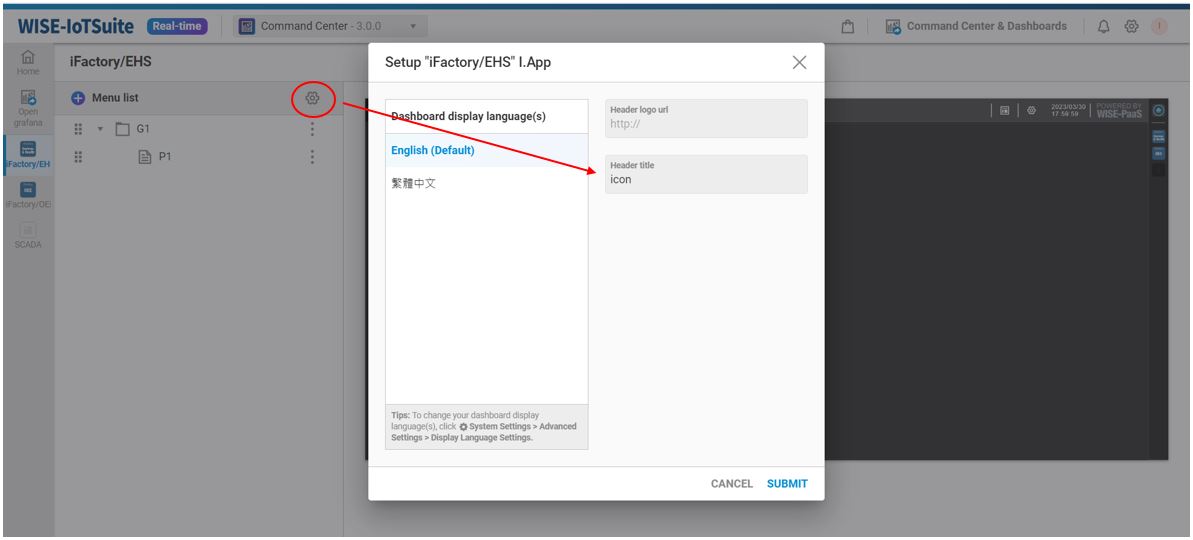 WISE-IoTSuite Real-time Command Center - 3.0.0 Command Center & Dashboards I
Home
Open
grafana
iFactory/EH
iFactory/OEE
SCADA
iFactory/EHS
Menu list
G1
P1
2023/03/30
17:59:59
POWERED BY
WISE-PaaS
Setup "iFactory/EHS" I.App
Dashboard display language(s)
English (Default)
繁體中文
Tips: To change your dashboard display
language(s), click System Settings > Advanced
Settings > Display Language Settings.
Header logo url
http://
Header title
icon
CANCEL SUBMIT